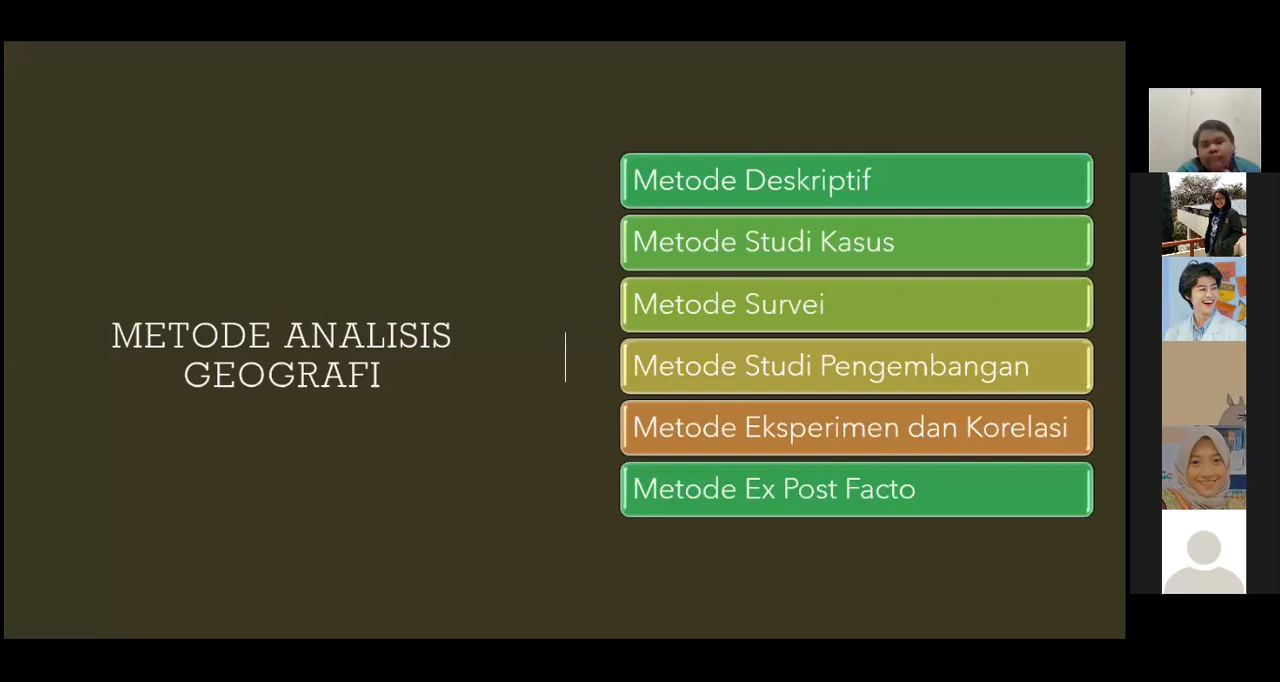 METODE ANALISIS
GEOGRAFI
Metode Deskriptif
Metode Studi Kasus
Metode Survei
Metode Studi Pengembangan
Metode Eksperimen dan Korelasi
Metode Ex Post Facto